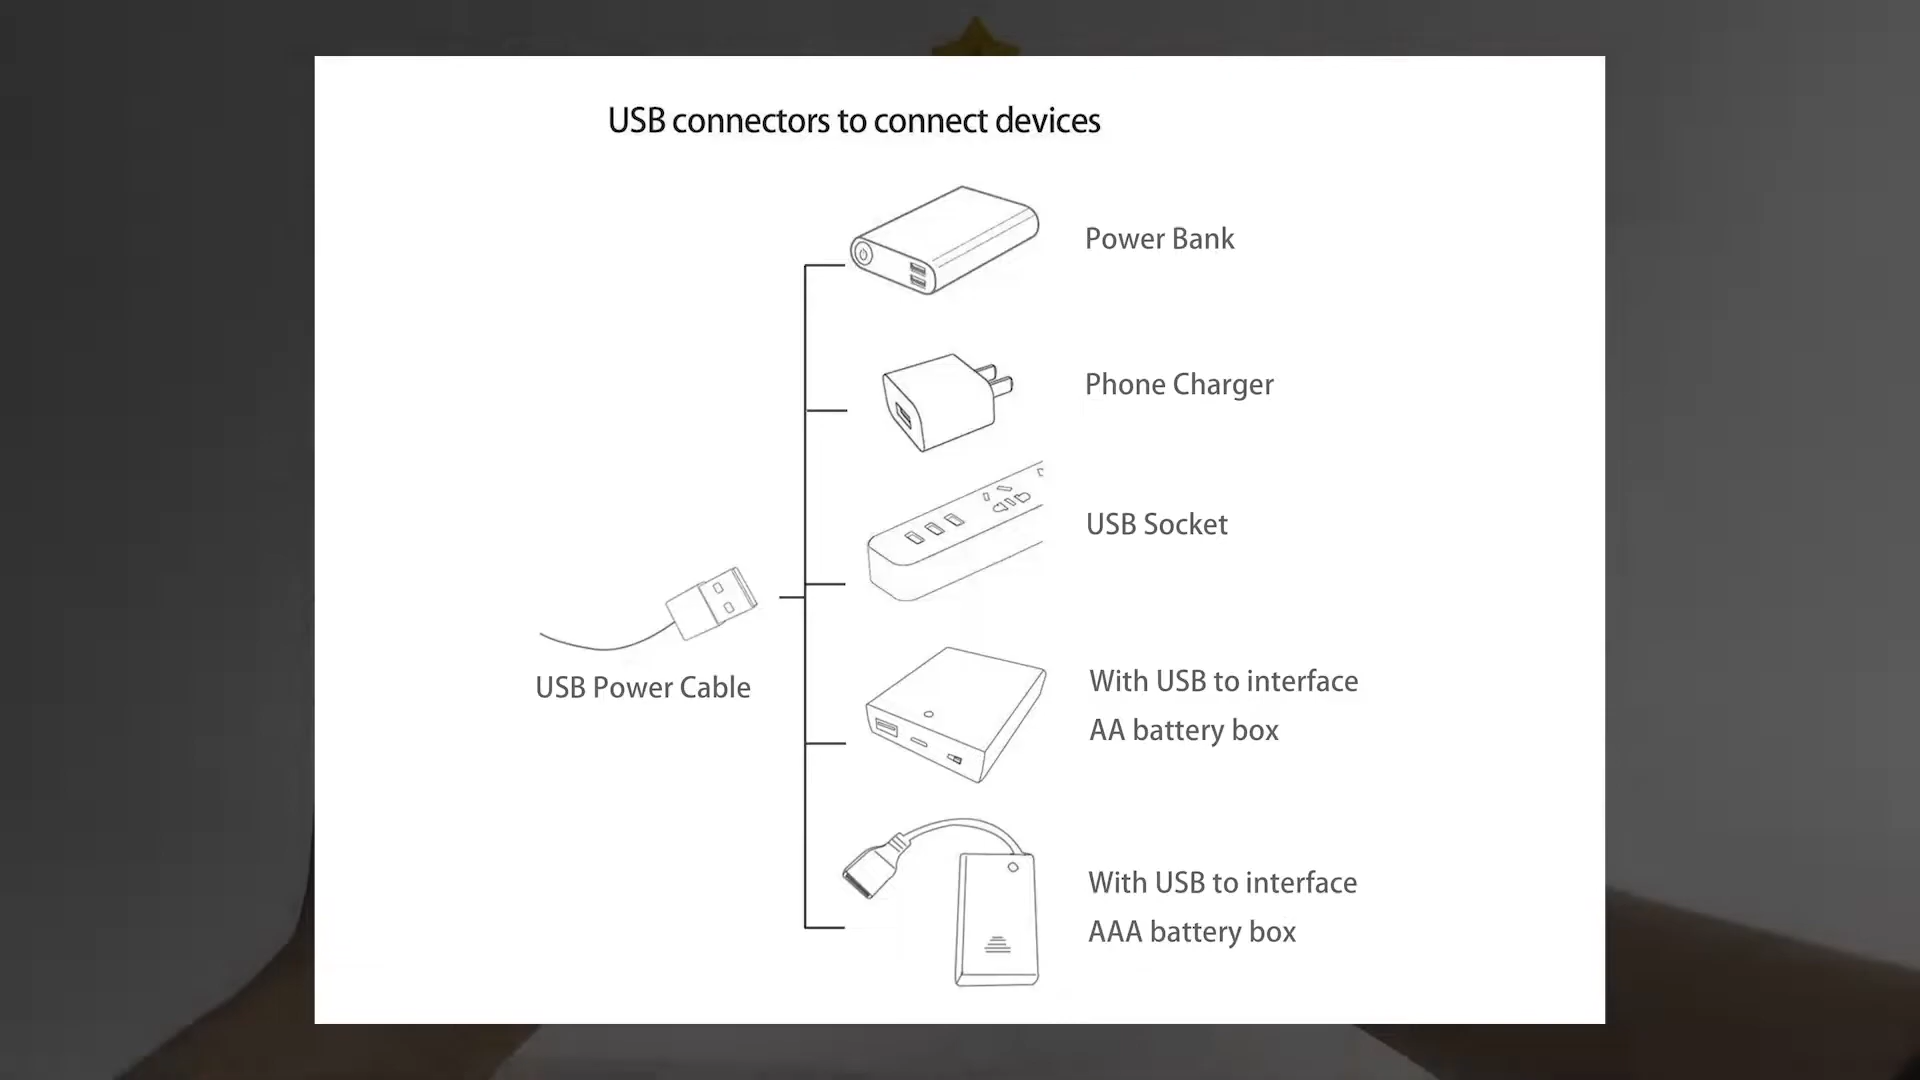 USB connectors to connect devices
Power Bank
Phone Charger
USB Socket
USB Power Cable
With USB to interface
AA battery box
With USB to interface
AAA battery box